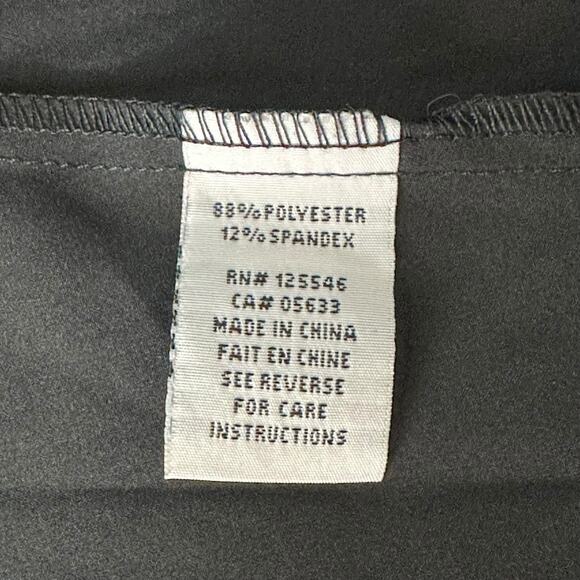 88%POLYESTER
12%SPANDEX
RN# 125546
CA# 05633
MADE IN CHINA
FAIT EN CHINE
SEE REVERSE
FOR CARE
INSTRUCTIONS